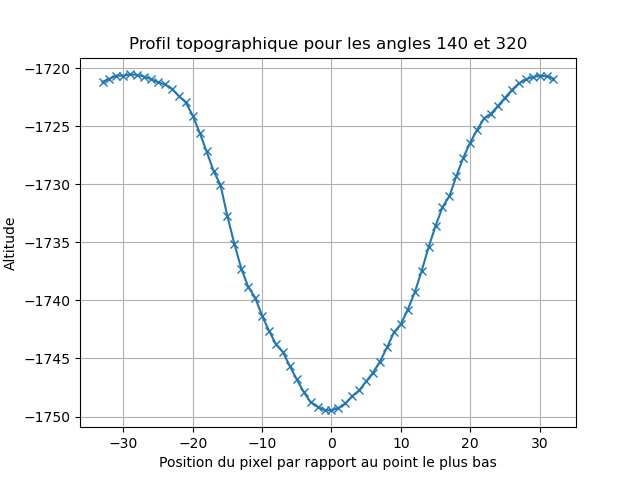 Profil topographique pour les angles 140 et 320
Altitude
−1720
−1725
−1730
−1735
−1740
−1745
−1750
−30 −20 −10 0 10 20 30
Position du pixel par rapport au point le plus bas